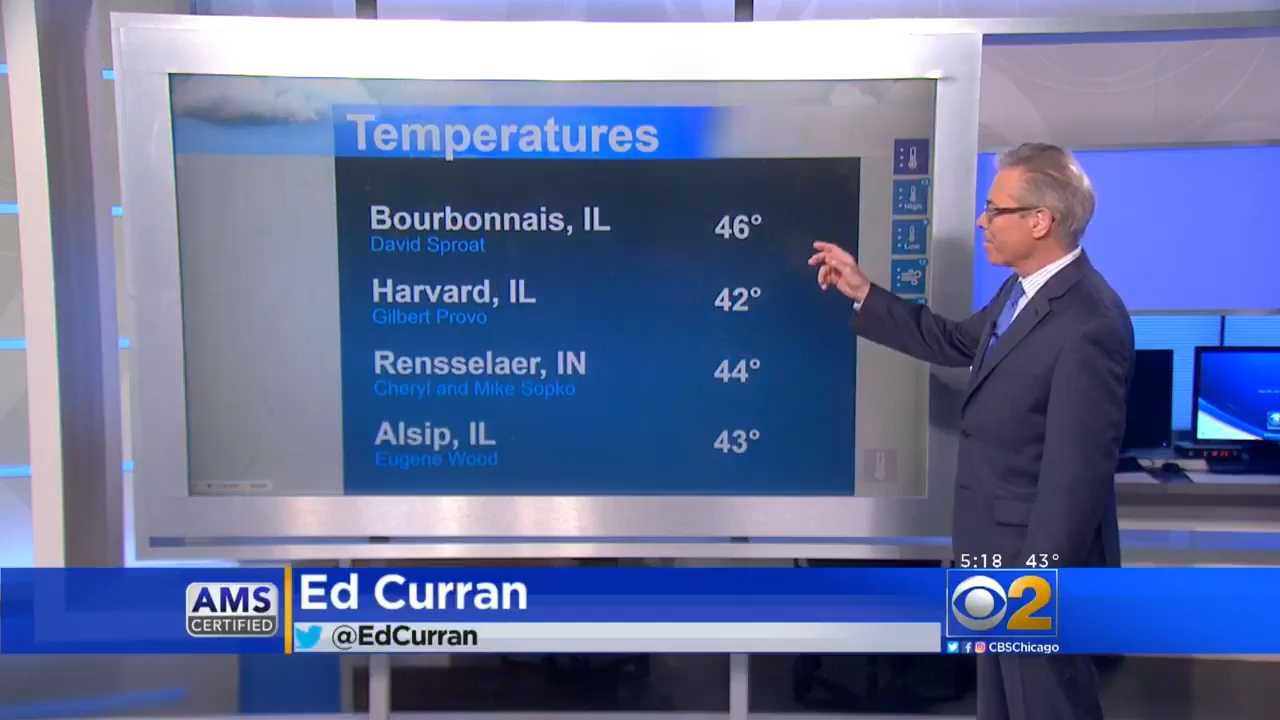 Temperatures
Bourbonnais, IL 46°
David Sproat
Harvard, IL 42°
Gilbert Provo
Rensselaer, IN 44°
Cheryl and Mike Sopko
Alsip, IL 43°
Eugene Wood
High
Low
5:18 43°
AMS
CERTIFIED
Ed Curran
@EdCurran
2
CBSChicago